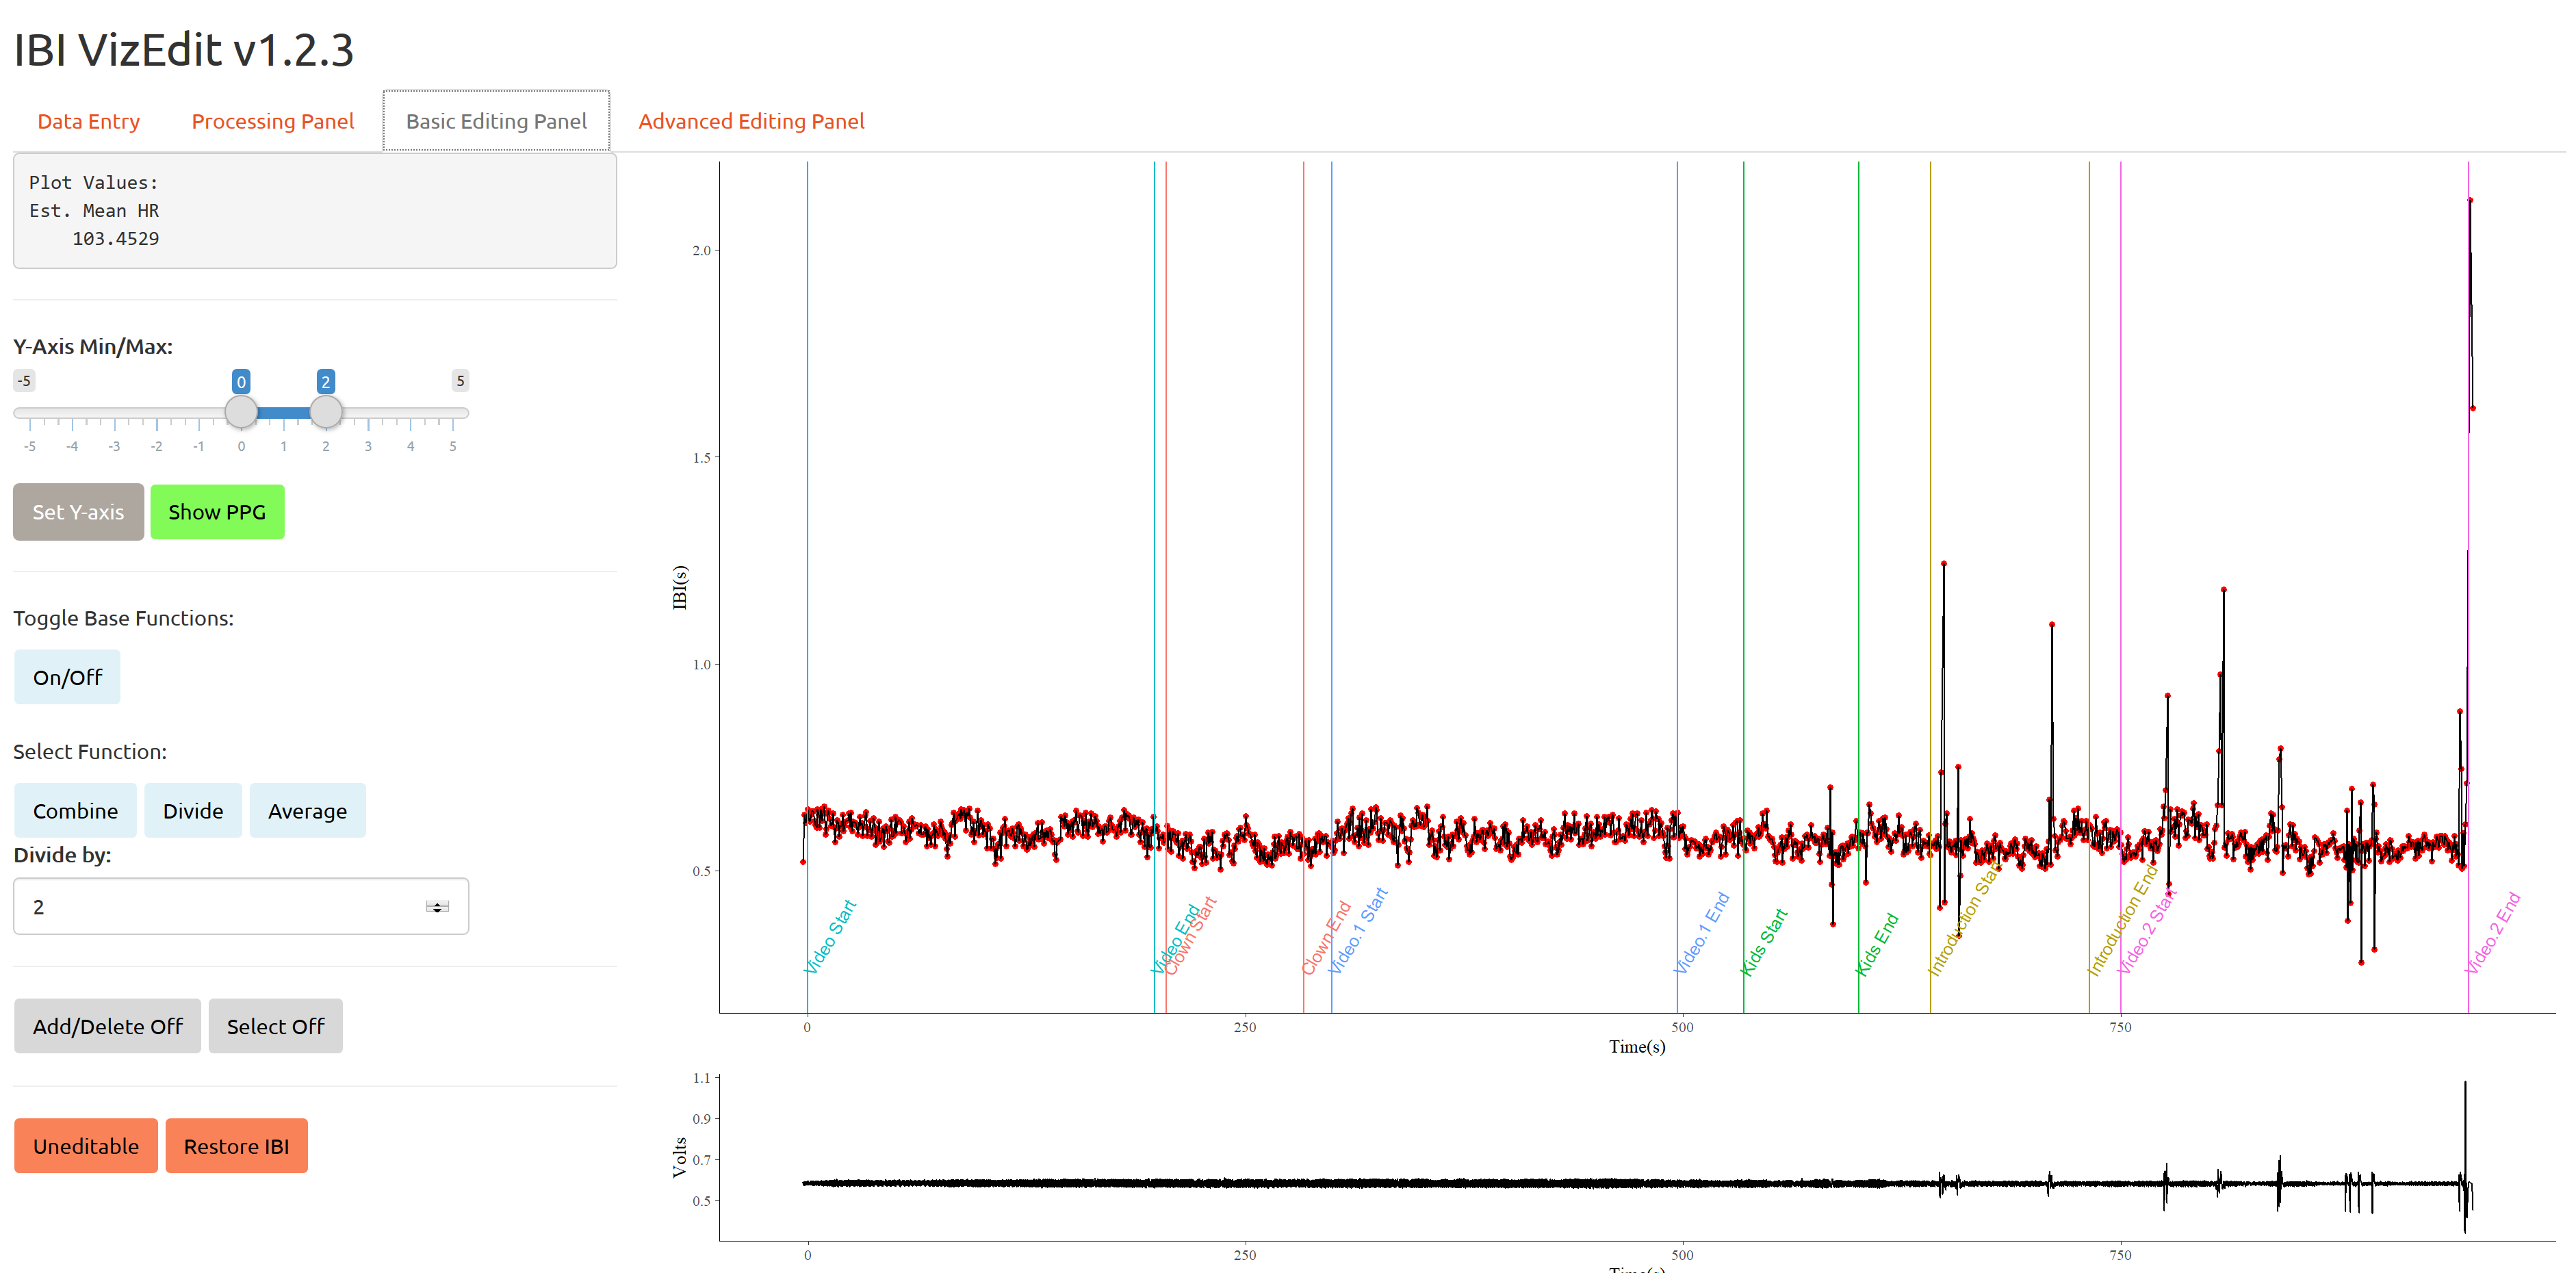 IBI VizEdit v1.2.3
Data Entry
Processing Panel
Basic Editing Panel
Advanced Editing Panel
Plot Values:
Est. Mean HR
103.4529
Y-Axis Min/Max:
-5
0
2
5
-5 -4 -3 -2 -1 0 1 2 3 4 5
Set Y-axis
Show PPG
Toggle Base Functions:
On/Off
Select Function:
Combine
Divide
Average
Divide by:
2
Add/Delete Off
Select Off
Uneditable
Restore IBI
2.0
1.5
1.0
0.5
IBI(s)
Video Start
Video End
Clown Start
Clown End
Video.1 Start
Video.1 End
Kids Start
Kids End
Introduction Start
Introduction End
Video.2 Start
Video.2 End
0 250 500 750
Time(s)
1.1
0.9
0.7
0.5
Volts
0 250 500 750
Time(s)